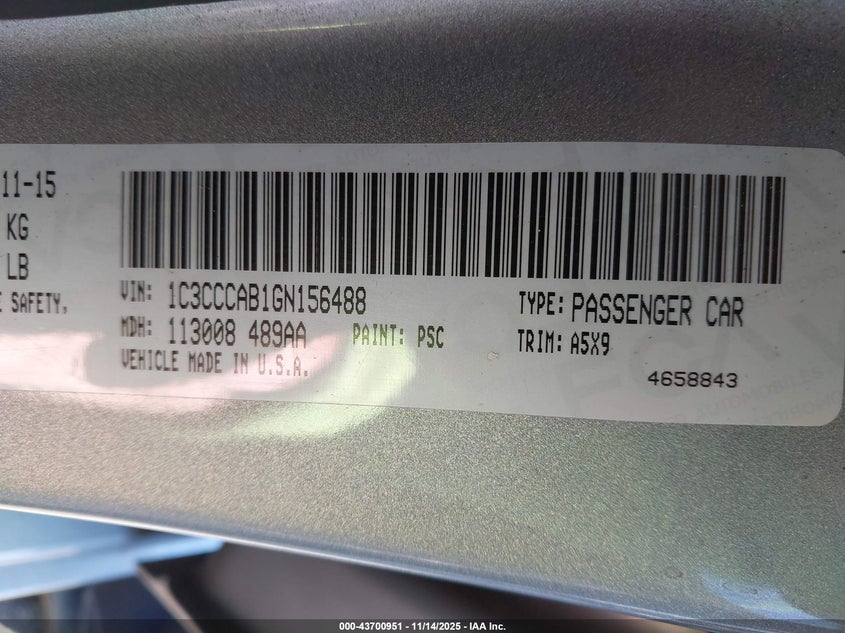 11-15
KG
LB
E SAFETY,
VIN: 1C3CCCAB1GN156488
TYPE: PASSENGER CAR
MDH: 113008 489AA PAINT: PSC
TRIM: A5X9
VEHICLE MADE IN U.S.A.
4658843
000-43700951 - 11/14/2025 - IAA Inc.